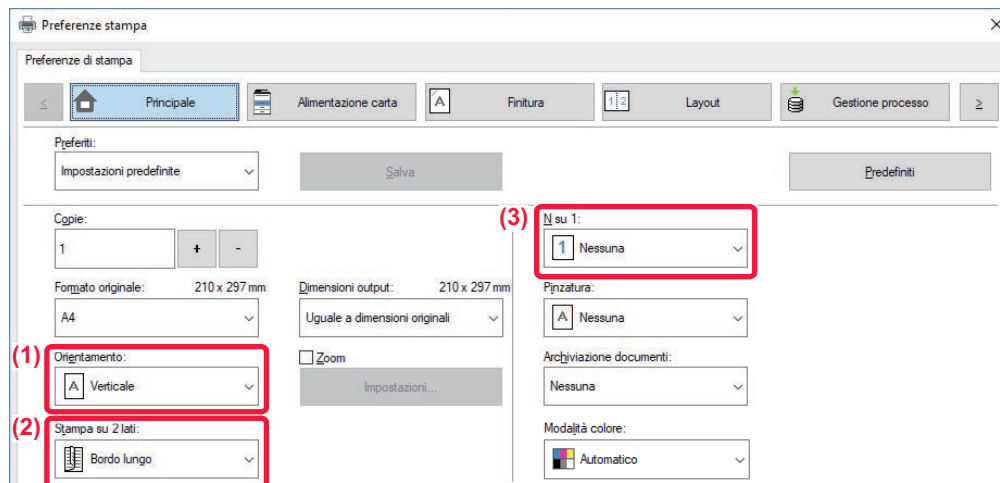 Preferenze stampa
Preferenze di stampa
< Principale Alimentazione carta A Finitura 1 2 Layout Gestione processo >
Preferiti:
Impostazioni predefinite Salva Predefiniti
Copie: (3) N su 1:
1 + - 1 Nessuna
Formato originale: 210 x 297 mm Dimensioni output: 210 x 297 mm Pinzatura:
A4 Uguale a dimensioni originali A Nessuna
(1) Orientamento: Zoom Archiviazione documenti:
A Verticale Impostazioni... Nessuna
(2) Stampa su 2 lati: Modalità colore:
Bordo lungo Automatico